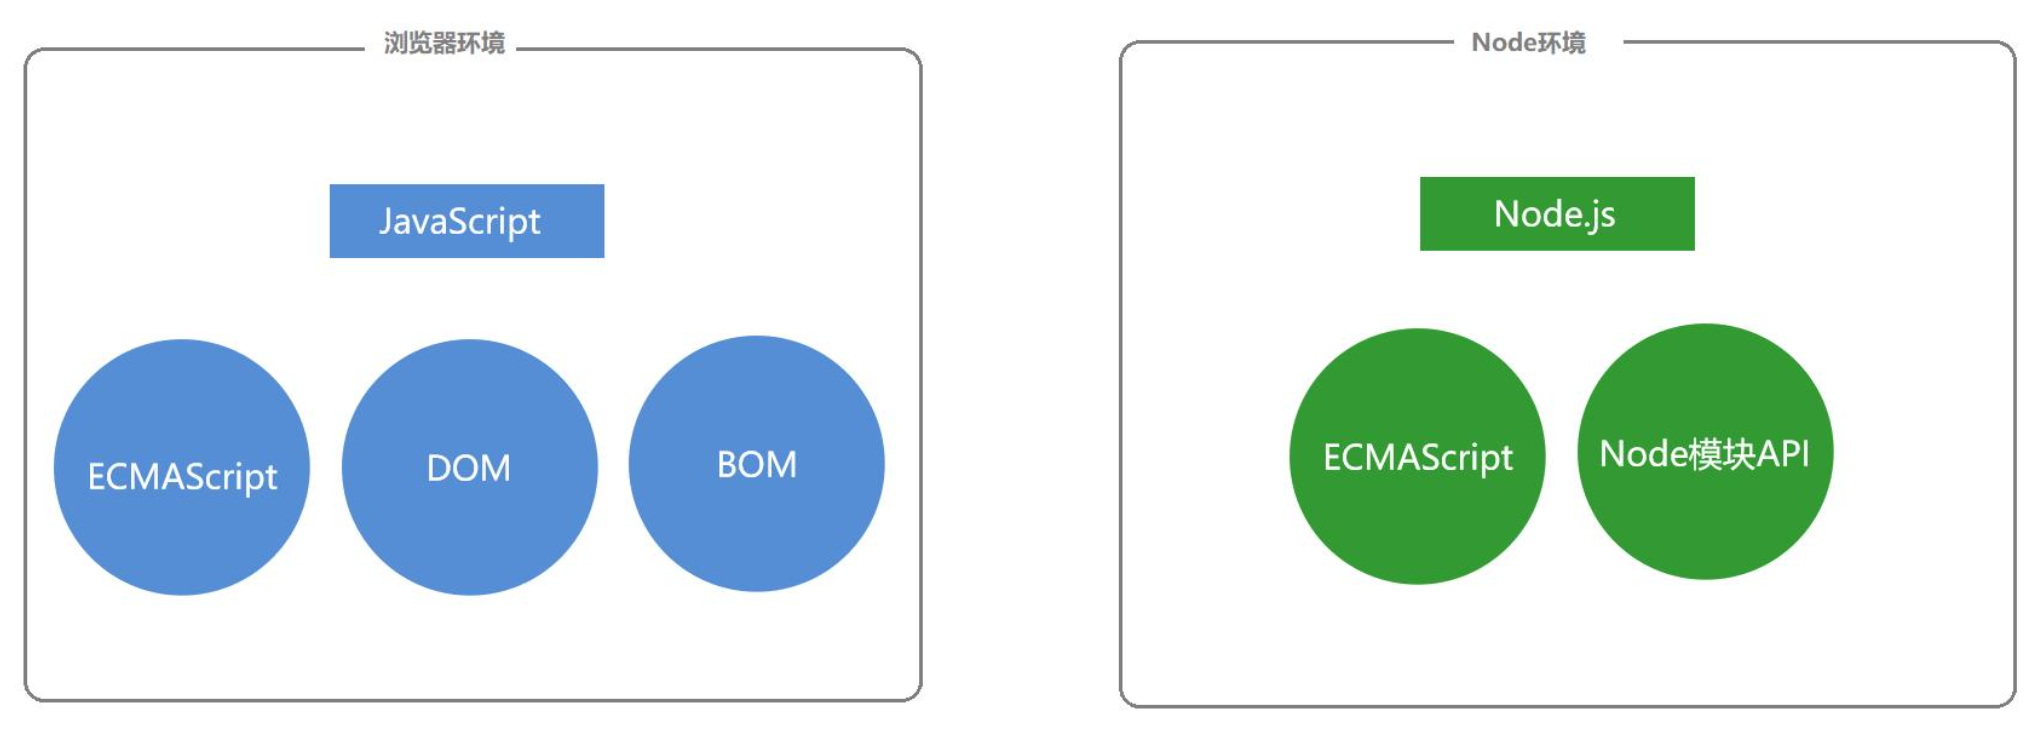 浏览器环境
JavaScript
ECMAScript
DOM
BOM
Node环境
Node.js
ECMAScript
Node模块API